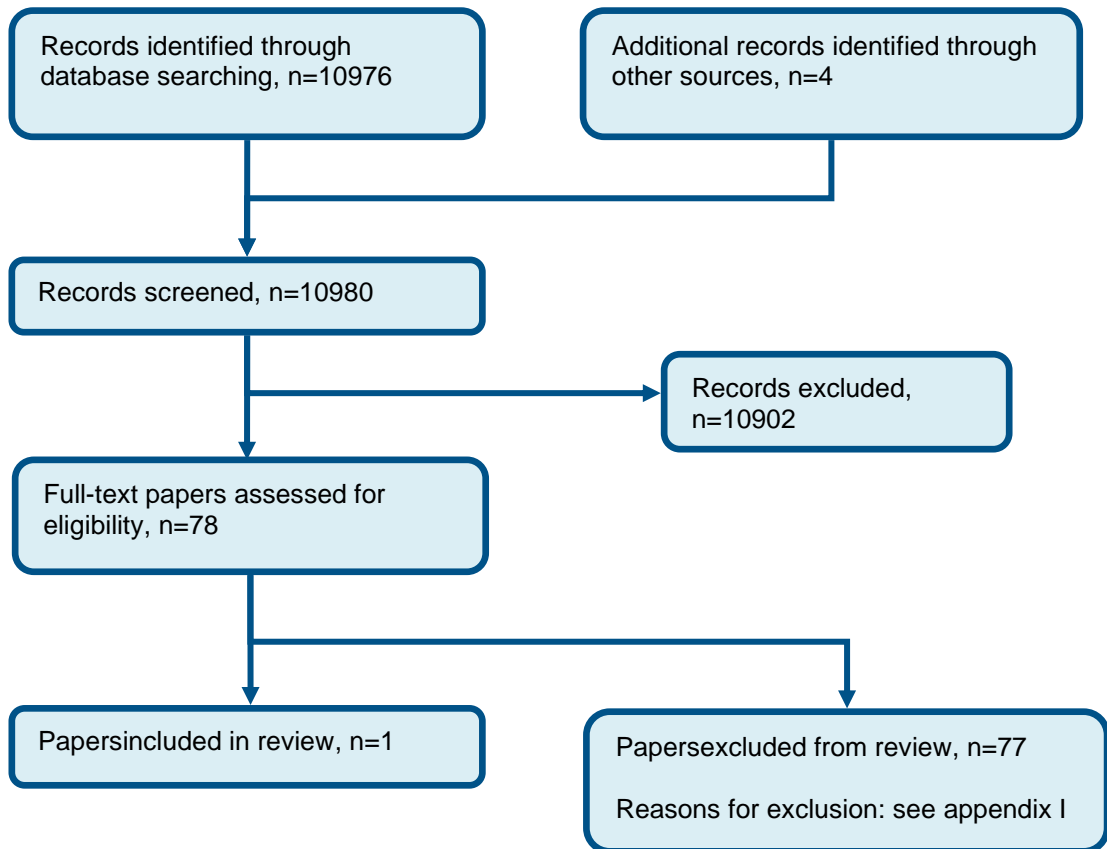 Records identified through
database searching, n=10976
Additional records identified through
other sources, n=4
Records screened, n=10980
Records excluded,
n=10902
Full-text papers assessed for
eligibility, n=78
Papersincluded in review, n=1
Papersexcluded from review, n=77
Reasons for exclusion: see appendix I